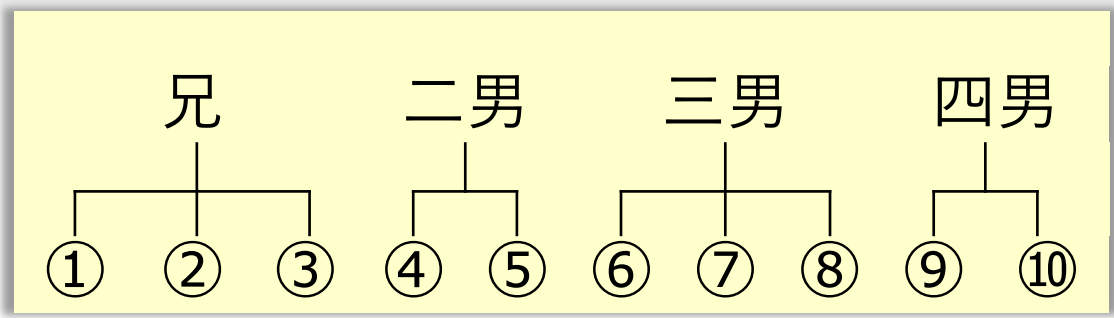 兄 二男 三男 四男
① ② ③ ④ ⑤ ⑥ ⑦ ⑧ ⑨ ⑩